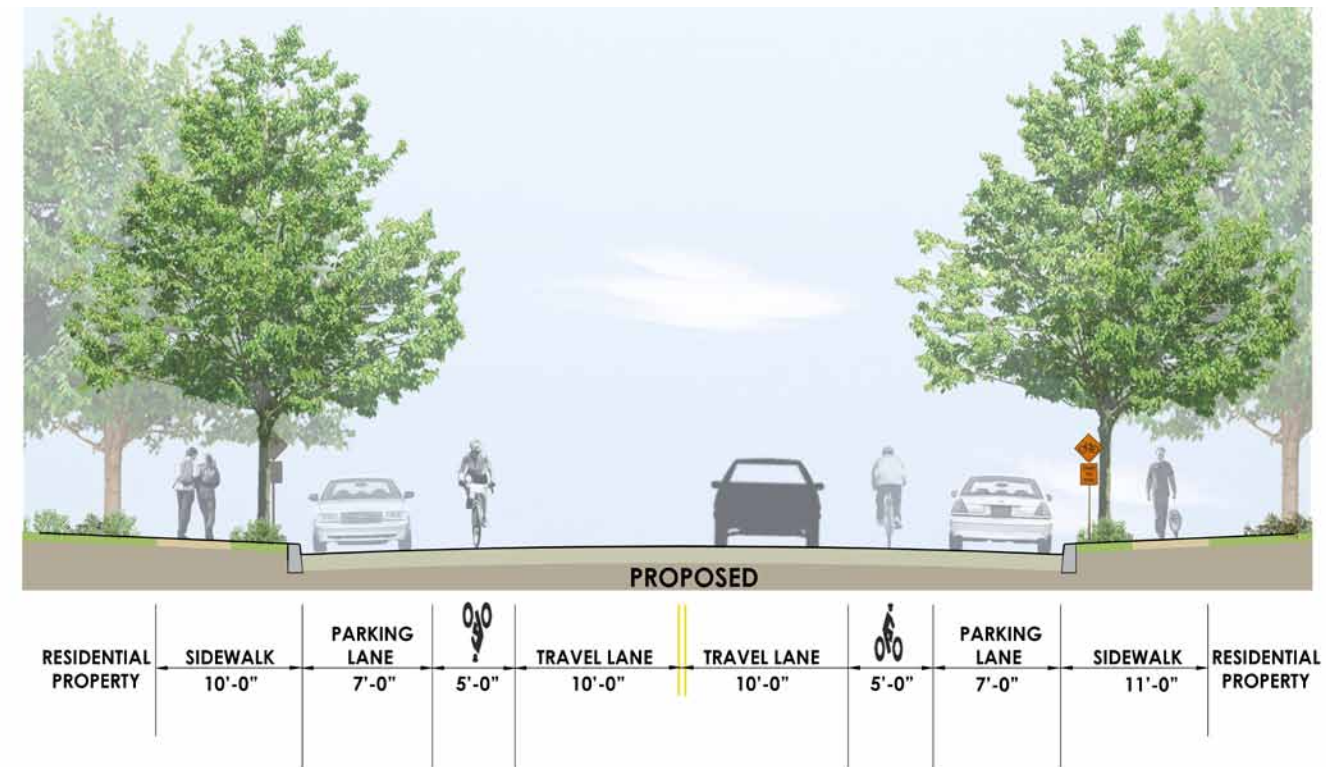 PROPOSED
RESIDENTIAL
PROPERTY
SIDEWALK
10'-0"
PARKING
LANE
7'-0"
5'-0"
TRAVEL LANE
10'-0"
TRAVEL LANE
10'-0"
5'-0"
PARKING
LANE
7'-0"
SIDEWALK
11'-0"
RESIDENTIAL
PROPERTY